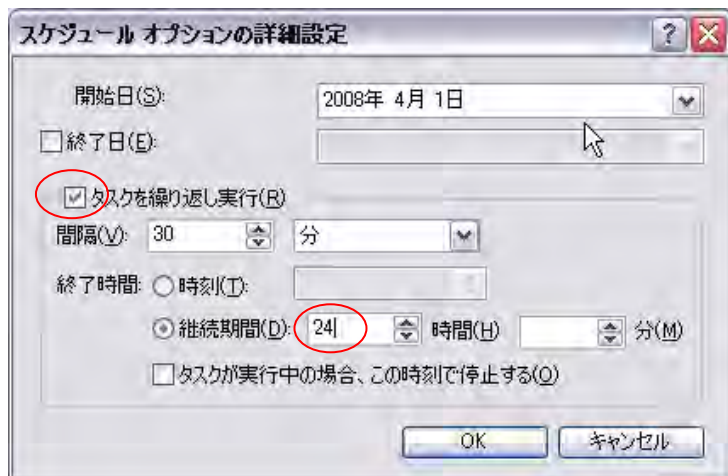 スケジュール オプションの詳細設定
開始日(S): 2008年 4月 1日
終了日(E):
タスクを繰り返し実行(R)
間隔(V): 30 分
終了時間: 時刻(T):
継続期間(D): 24 時間(H) 分(M)
タスクが実行中の場合、この時刻で停止する(O)
OK キャンセル